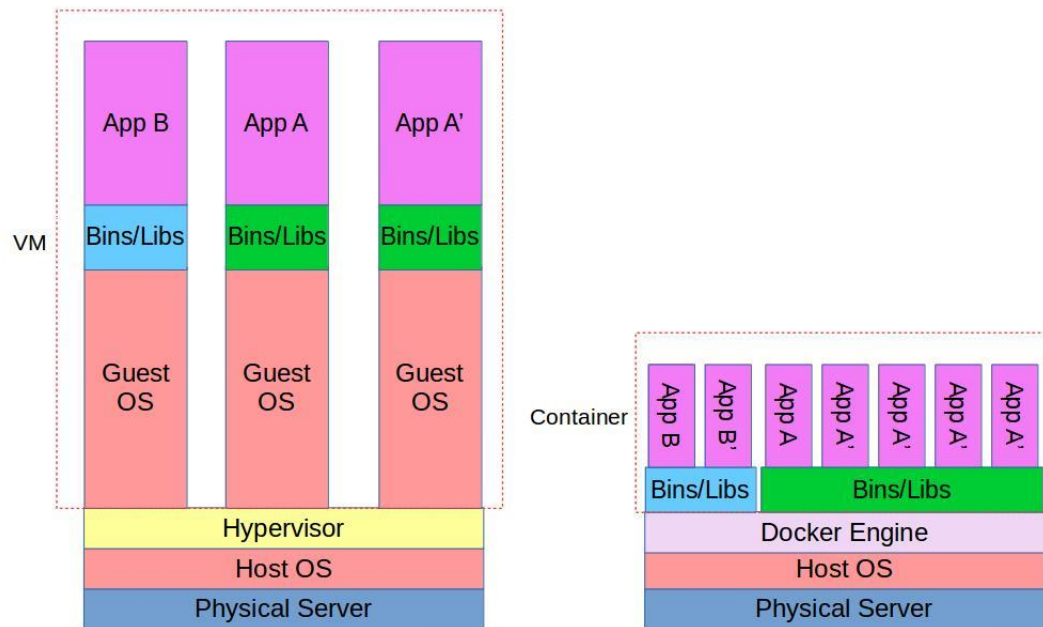 VM
App B
App A
App A’
Bins/Libs
Bins/Libs
Bins/Libs
Guest
OS
Guest
OS
Guest
OS
Hypervisor
Host OS
Physical Server
Container
App B
App B’
App A
App A’
App A’
App A’
App A’
Bins/Libs
Bins/Libs
Docker Engine
Host OS
Physical Server